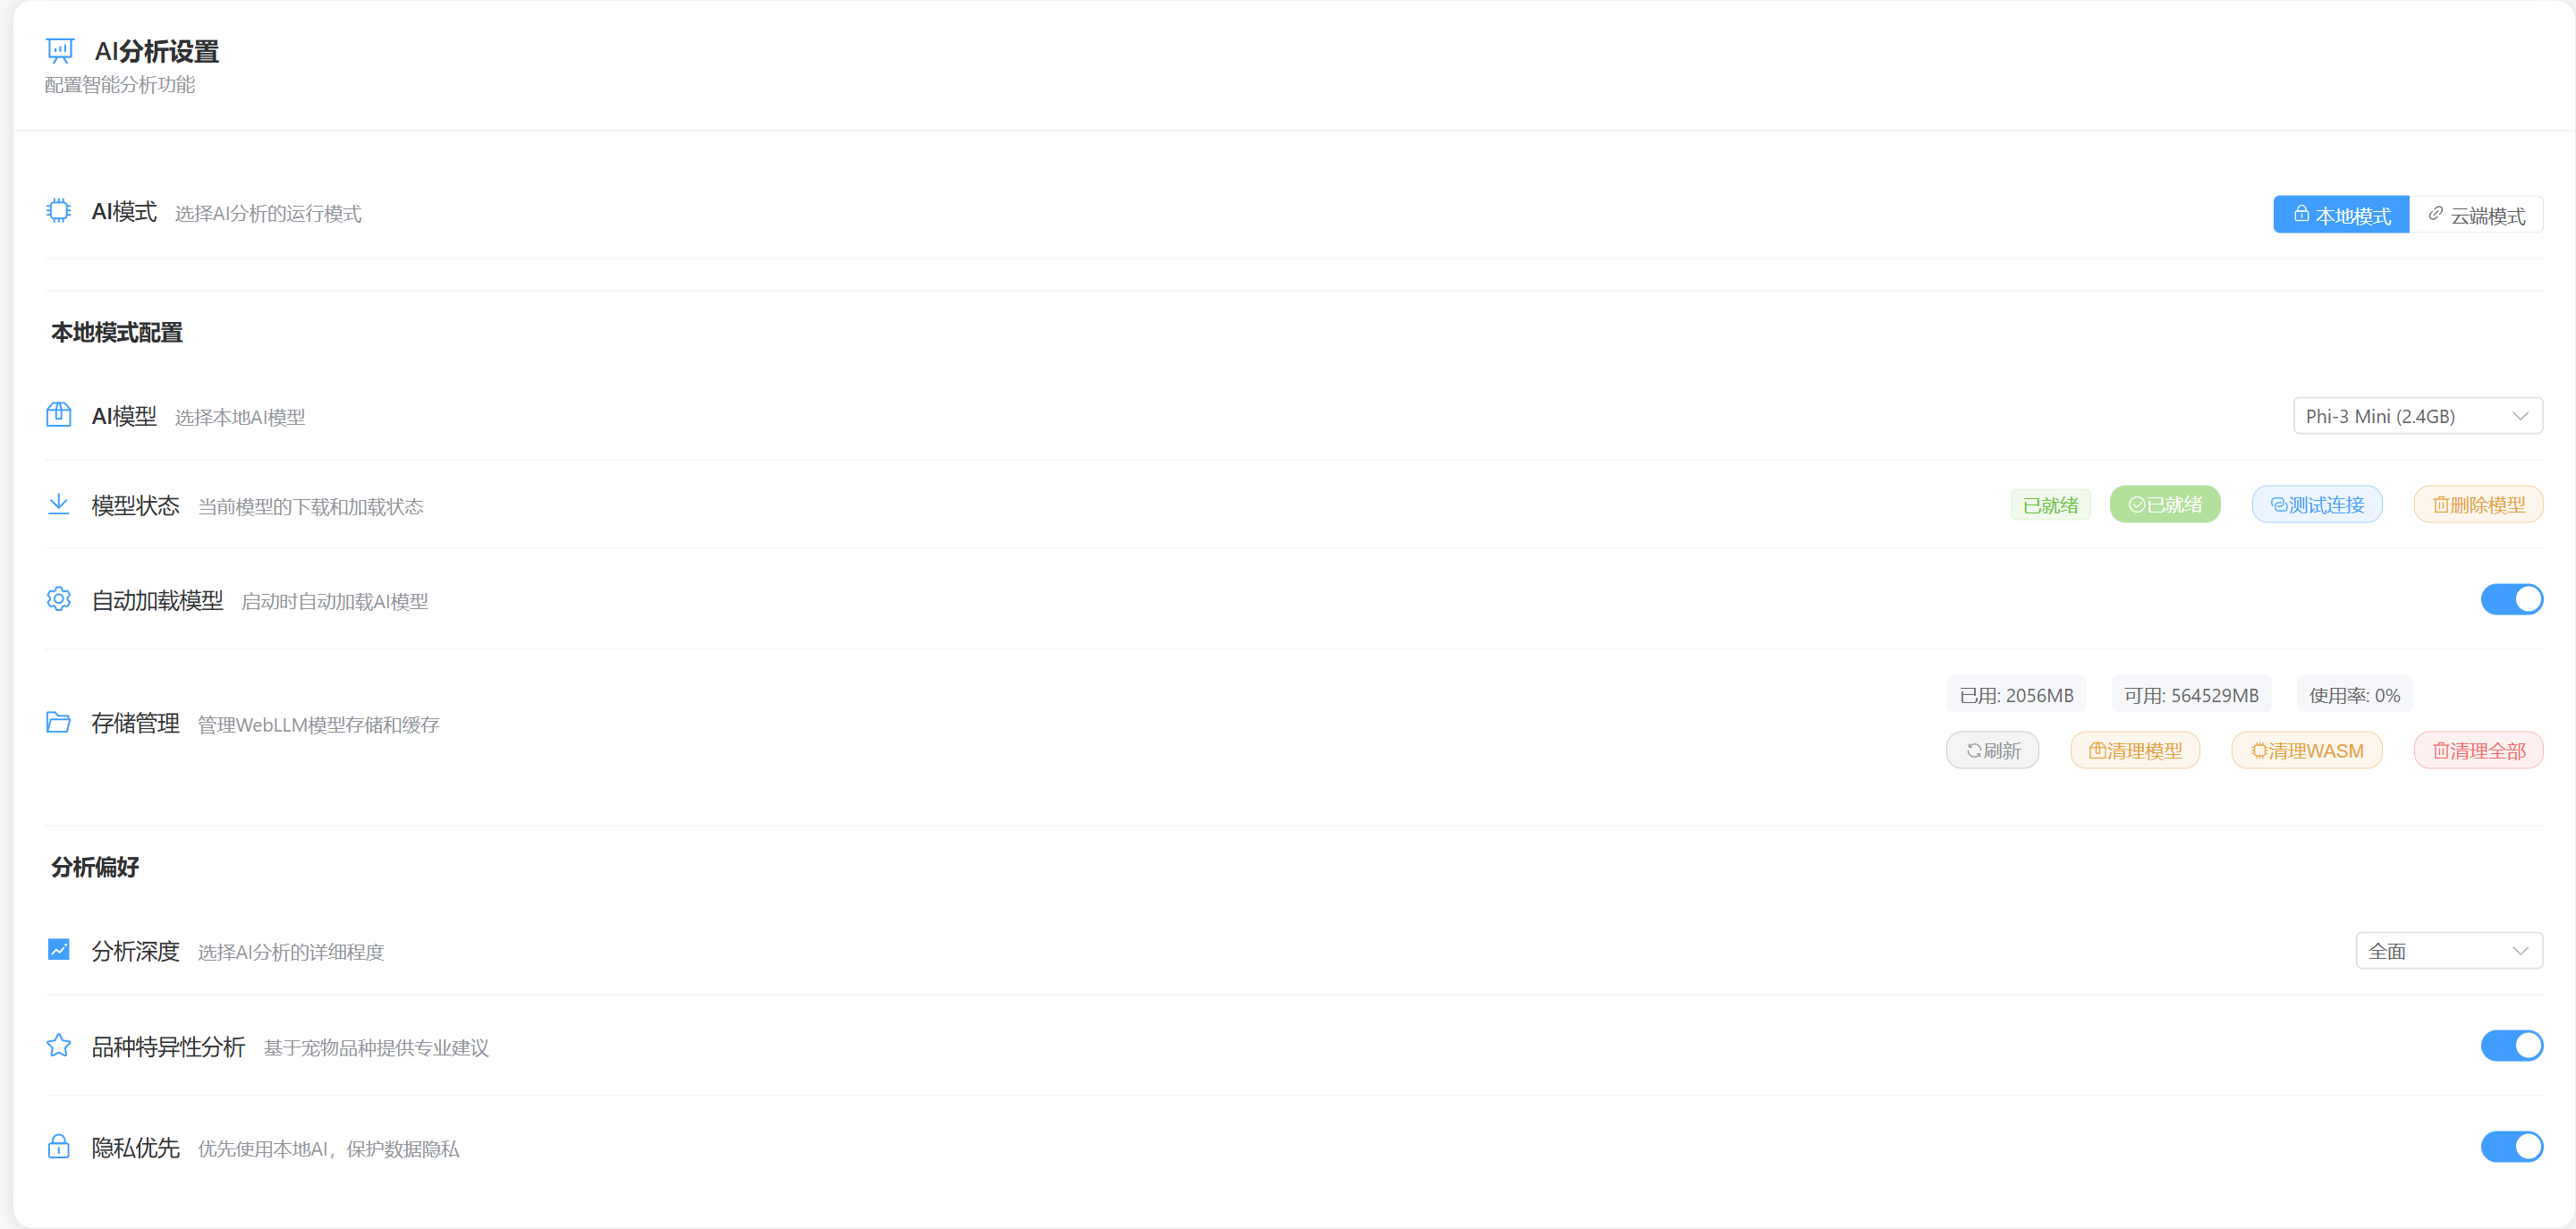 AI分析设置
配置智能分析功能
AI模式 选择AI分析的运行模式 本地模式 云端模式
本地模式配置
AI模型 选择本地AI模型 Phi-3 Mini (2.4GB)
模型状态 当前模型的下载和加载状态 已就绪 已就绪 测试连接 删除模型
自动加载模型 启动时自动加载AI模型
已用: 2056MB 可用: 564529MB 使用率: 0%
存储管理 管理WebLLM模型存储和缓存
刷新 清理模型 清理WASM 清理全部
分析偏好
分析深度 选择AI分析的详细程度 全面
品种特异性分析 基于宠物品种提供专业建议
隐私优先 优先使用本地AI，保护数据隐私